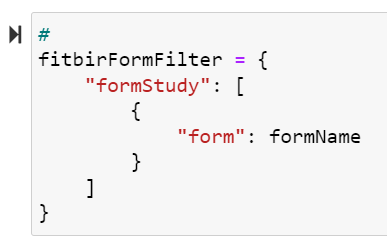 #
fitbirFormFilter = {
    "formStudy": [
        {
            "form": formName
        }
    ]
}